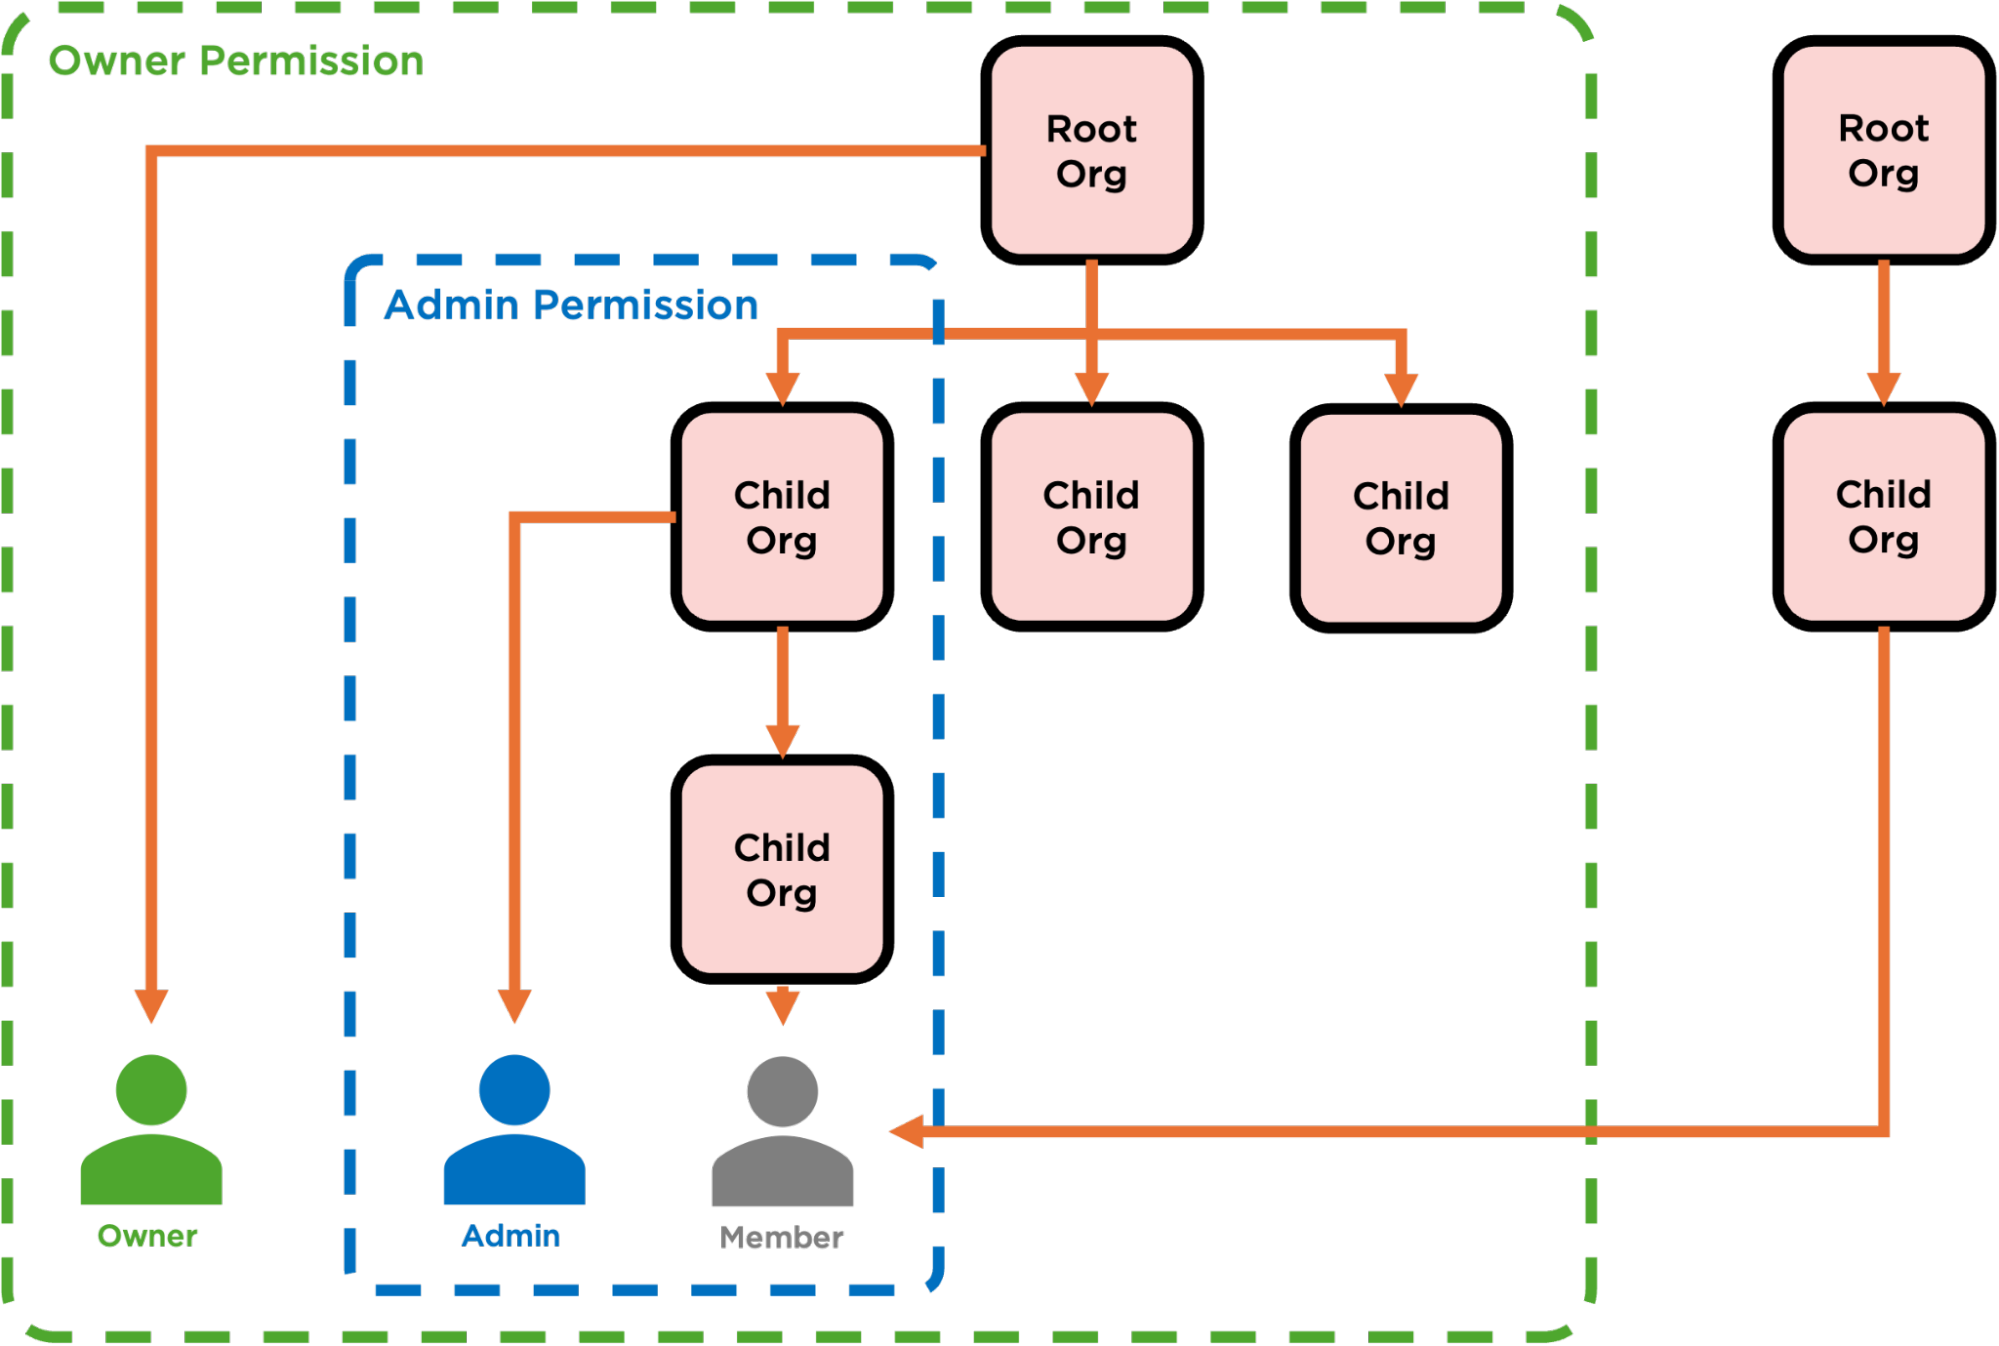 Owner Permission
Root
Org
Root
Org
Admin Permission
Child
Org
Child
Org
Child
Org
Child
Org
Child
Org
Owner
Admin
Member